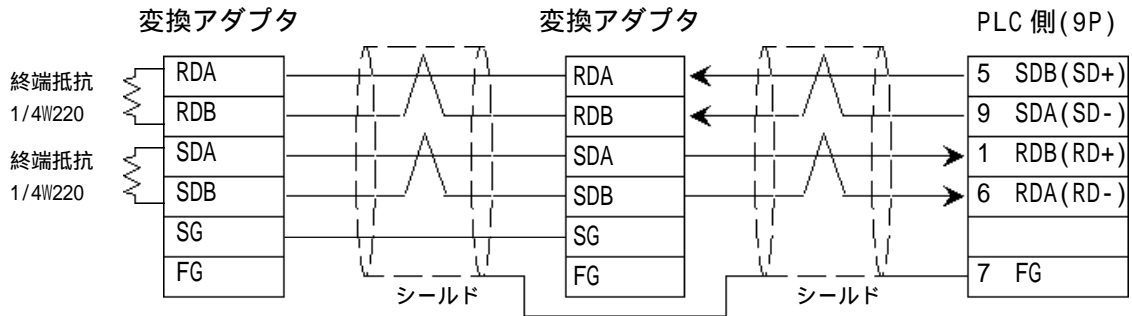 変換アダプタ 変換アダプタ PLC 側(9P)
終端抵抗
1/4W220
終端抵抗
1/4W220
RDA
RDB
SDA
SDB
SG
FG
シールド
RDA
RDB
SDA
SDB
SG
FG
シールド
5 SDB(SD+)
9 SDA(SD-)
1 RDB(RD+)
6 RDA(RD-)
7 FG